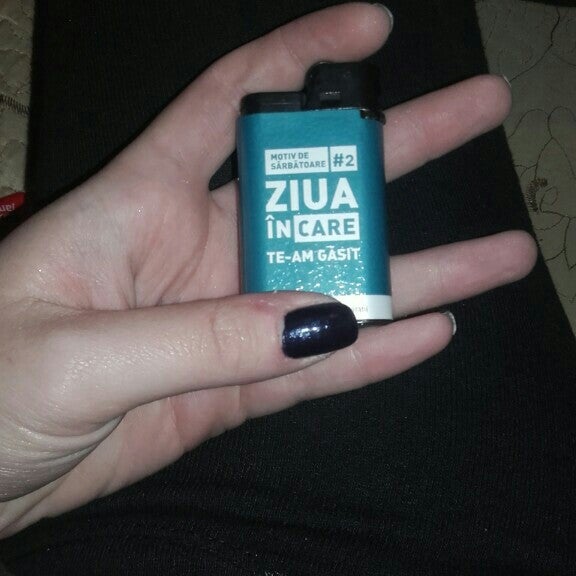 MOTIV DE
SĂRBĂTOARE #2
ZIUA
ÎN CARE
TE-AM GĂSIT